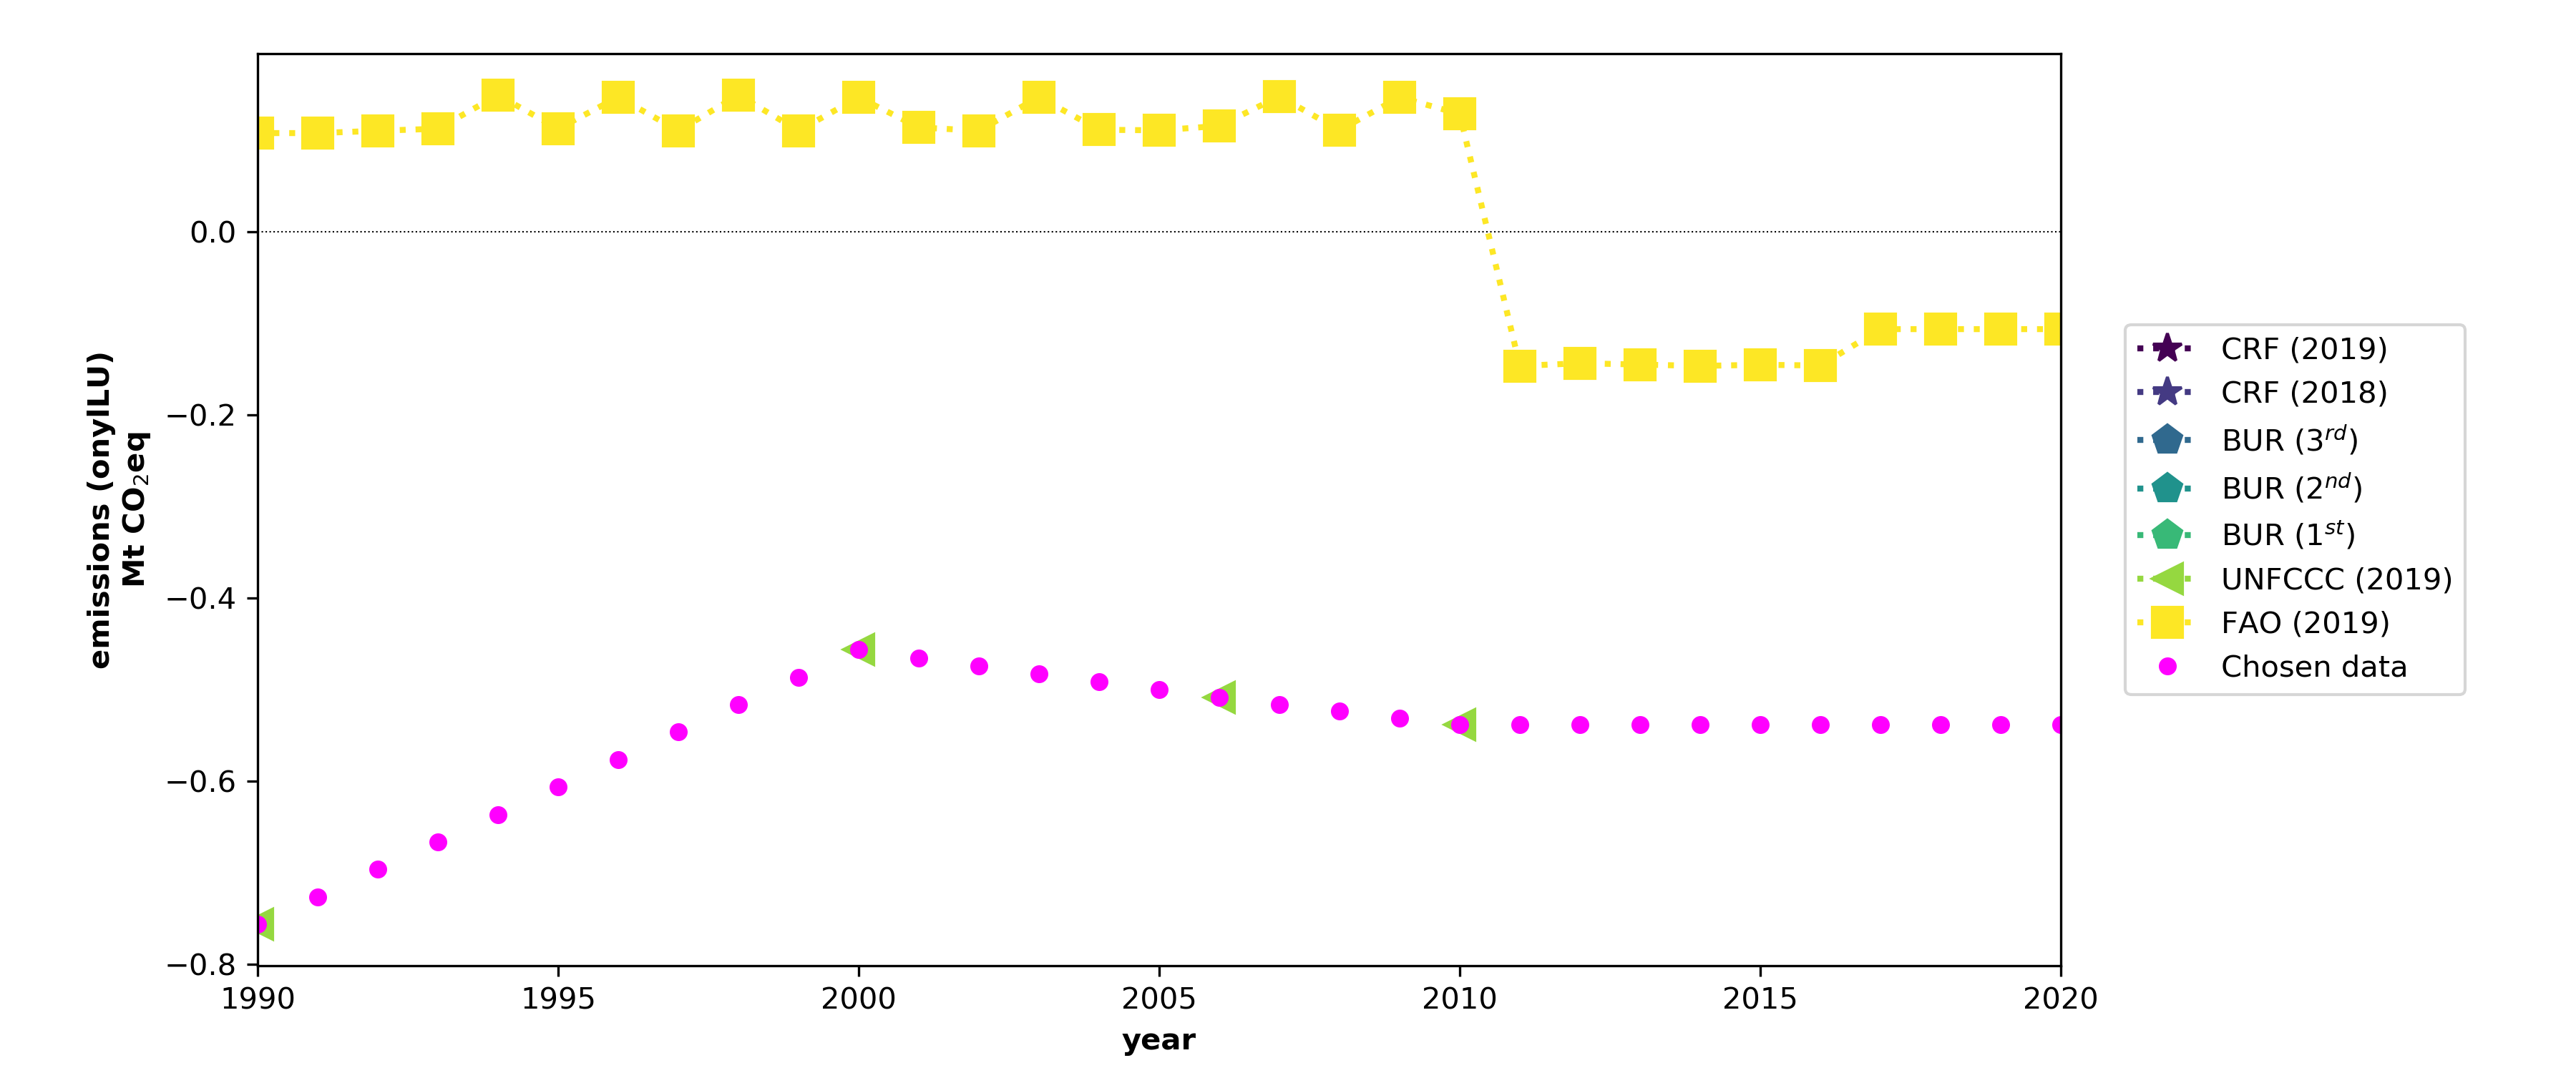 emissions (onylLU)
Mt CO₂eq
0.0
−0.2
−0.4
−0.6
−0.8
1990 1995 2000 2005 2010 2015 2020
year
CRF (2019)
CRF (2018)
BUR (3ʳᵈ)
BUR (2ⁿᵈ)
BUR (1ˢᵗ)
UNFCCC (2019)
FAO (2019)
Chosen data